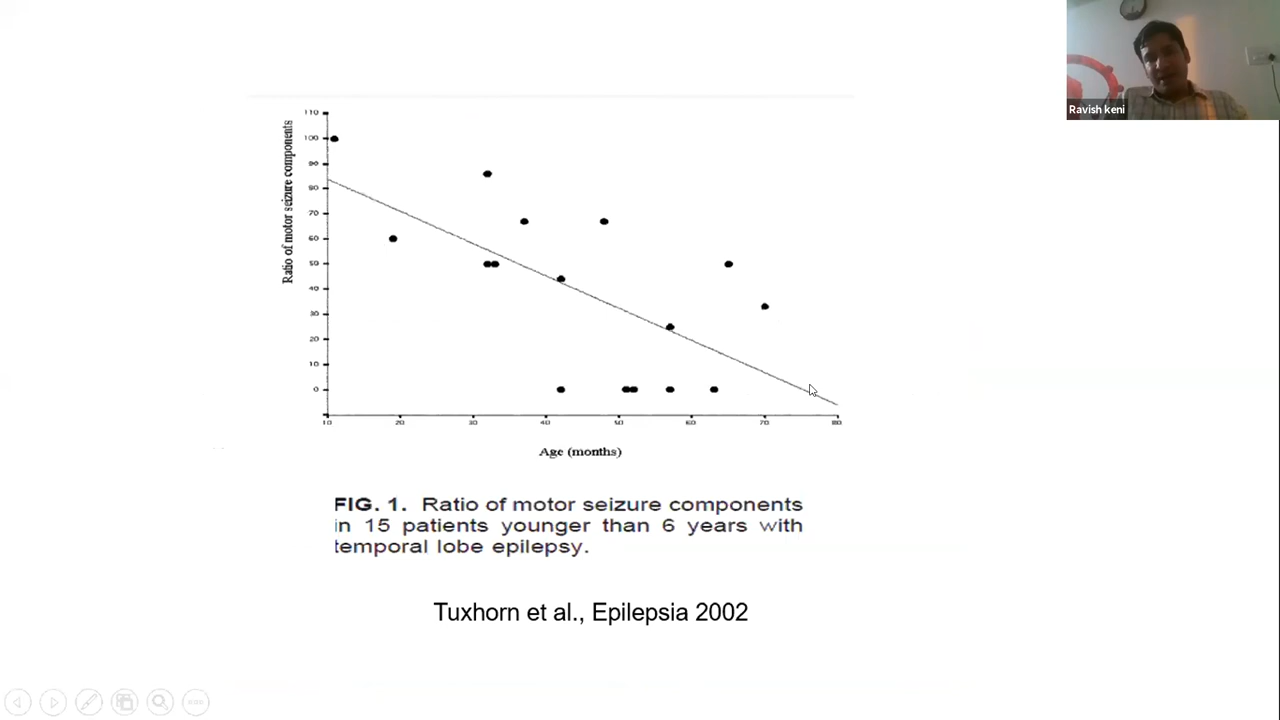 Ravish keni
Ratio of motor seizure components
110
100
90
80
70
60
50
40
30
20
10
0
10 20 30 40 50 60 70 80
Age (months)
FIG. 1. Ratio of motor seizure components
in 15 patients younger than 6 years with
temporal lobe epilepsy.
Tuxhorn et al., Epilepsia 2002